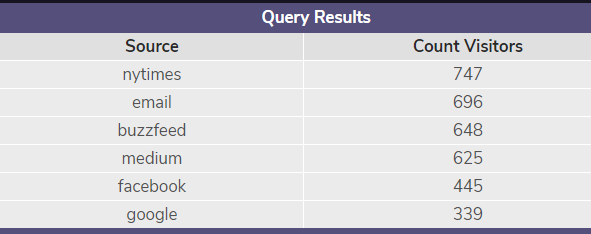 Query Results
Source Count Visitors
nytimes 747
email 696
buzzfeed 648
medium 625
facebook 445
google 339